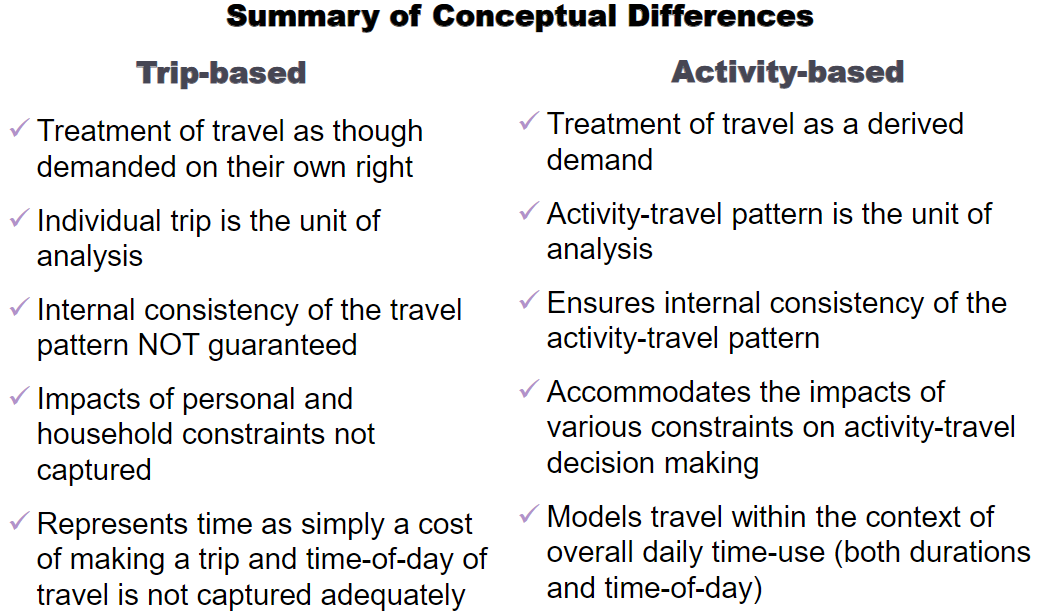 Summary of Conceptual Differences
Trip-based
Treatment of travel as though
demanded on their own right
Individual trip is the unit of
analysis
Internal consistency of the travel
pattern NOT guaranteed
Impacts of personal and
household constraints not
captured
Represents time as simply a cost
of making a trip and time-of-day of
travel is not captured adequately
Activity-based
Treatment of travel as a derived
demand
Activity-travel pattern is the unit of
analysis
Ensures internal consistency of the
activity-travel pattern
Accommodates the impacts of
various constraints on activity-travel
decision making
Models travel within the context of
overall daily time-use (both durations
and time-of-day)